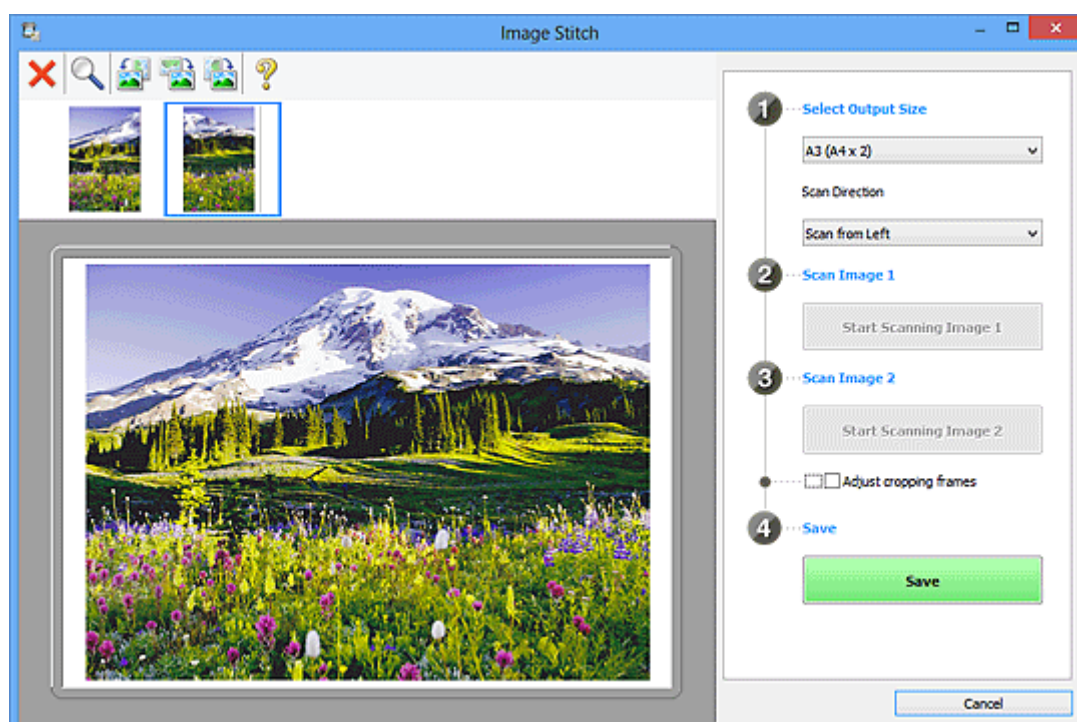 Image Stitch
1
Select Output Size
A3 (A4 x 2)
Scan Direction
Scan from Left
2
Scan Image 1
Start Scanning Image 1
3
Scan Image 2
Start Scanning Image 2
Adjust cropping frames
4
Save
Save
Cancel